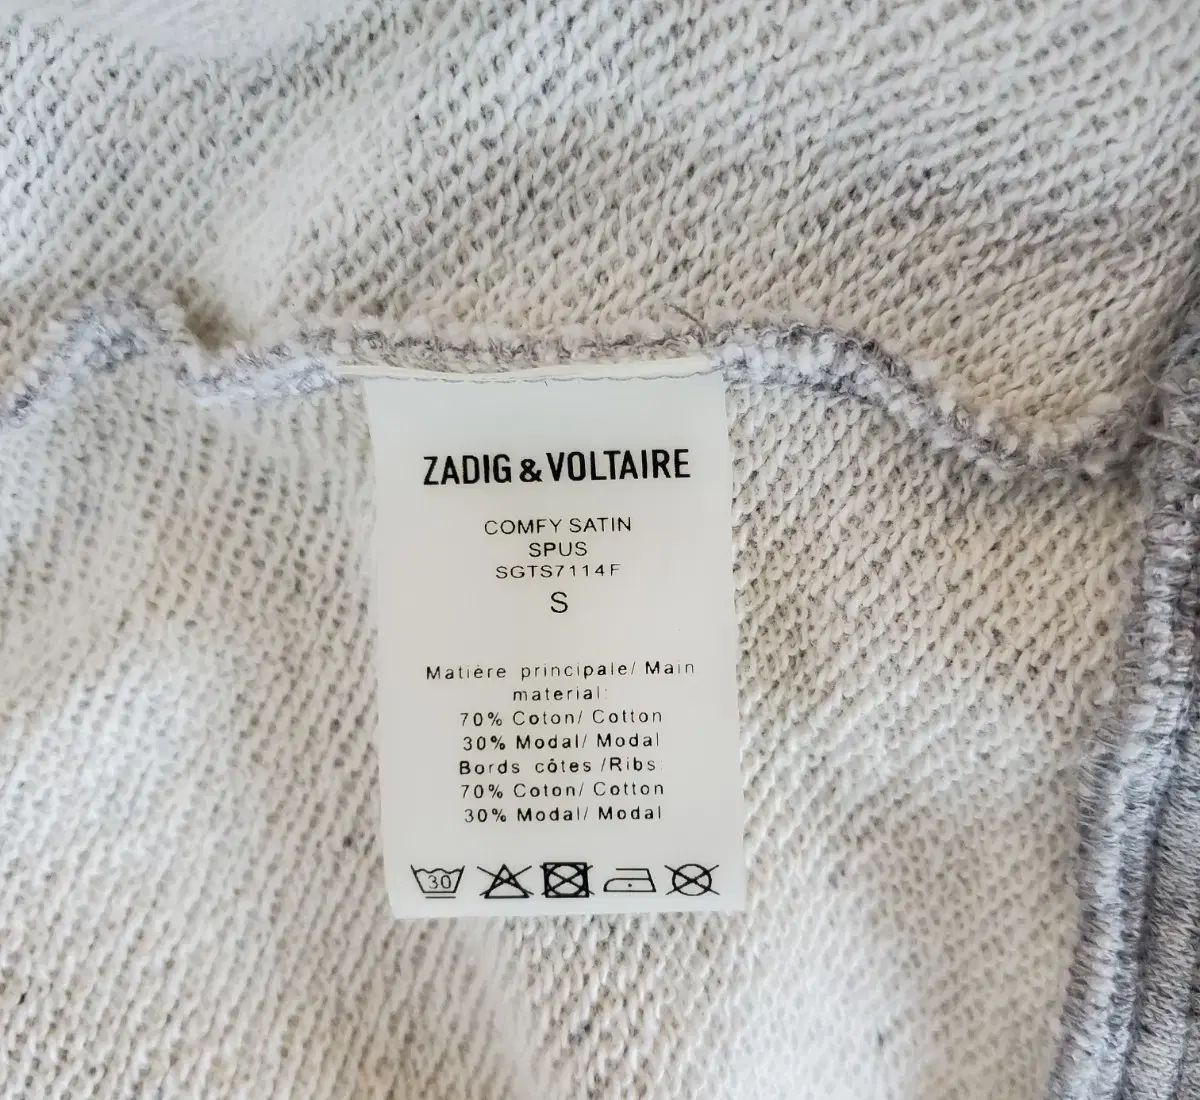 ZADIG & VOLTAIRE
COMFY SATIN
SPUS
SGTS7114F
S
Matière principale/ Main
material:
70% Coton/ Cotton
30% Modal/ Modal
Bords côtes /Ribs:
70% Coton/ Cotton
30% Modal/ Modal
30